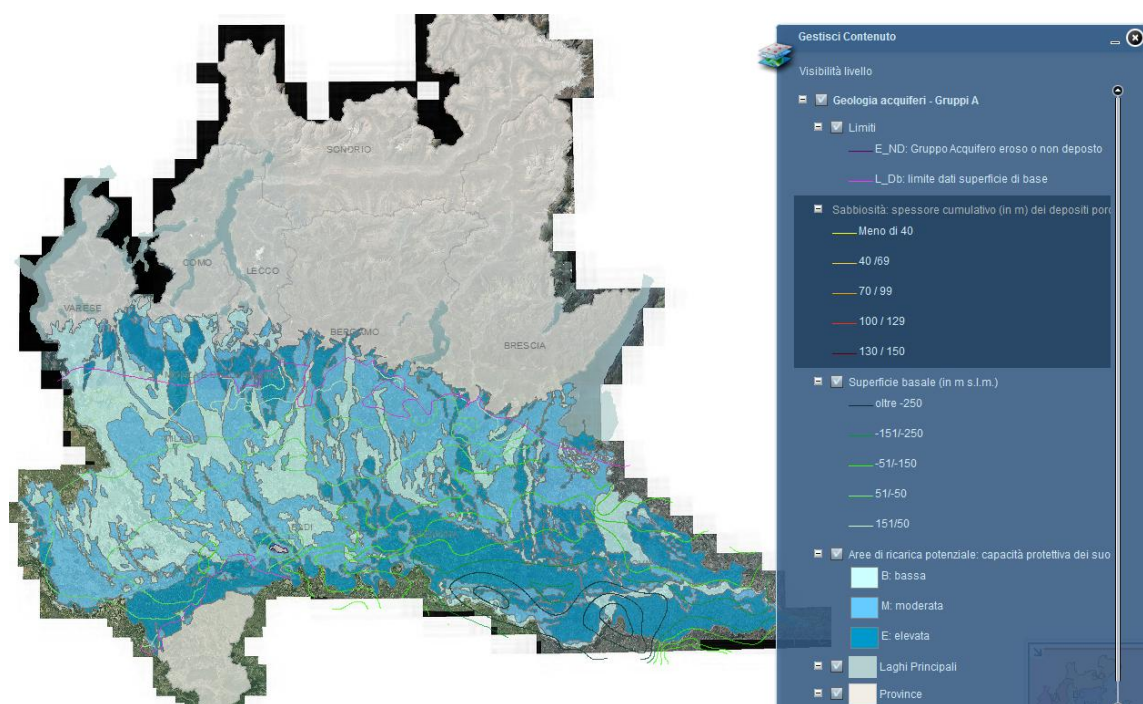 Gestisci Contenuto
Visibilità livello
Geologia acquiferi - Gruppi A
Limiti
E_ND: Gruppo Acquifero eroso o non deposto
L_Db: limite dati superficie di base
Sabbiosità: spessore cumulativo (in m) dei depositi porc
Meno di 40
40 /69
70 / 99
100 / 129
130 / 150
Superficie basale (in m s.l.m.)
oltre -250
-151/-250
-51/-150
51/-50
151/50
Aree di ricarica potenziale: capacità protettiva dei suo
B: bassa
M: moderata
E: elevata
Laghi Principali
Province
SONDRIO
COMO
LECCO
VARESE
BERGAMO
BRESCIA
MILANO
LODI